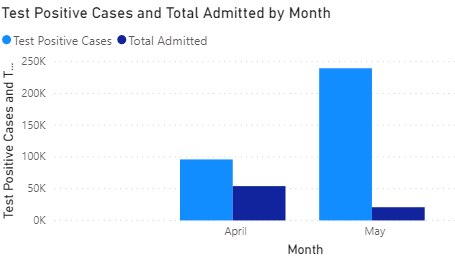 Test Positive Cases and Total Admitted by Month
Test Positive Cases Total Admitted
Test Positive Cases and T...
250K
200K
150K
100K
50K
0K
April May
Month